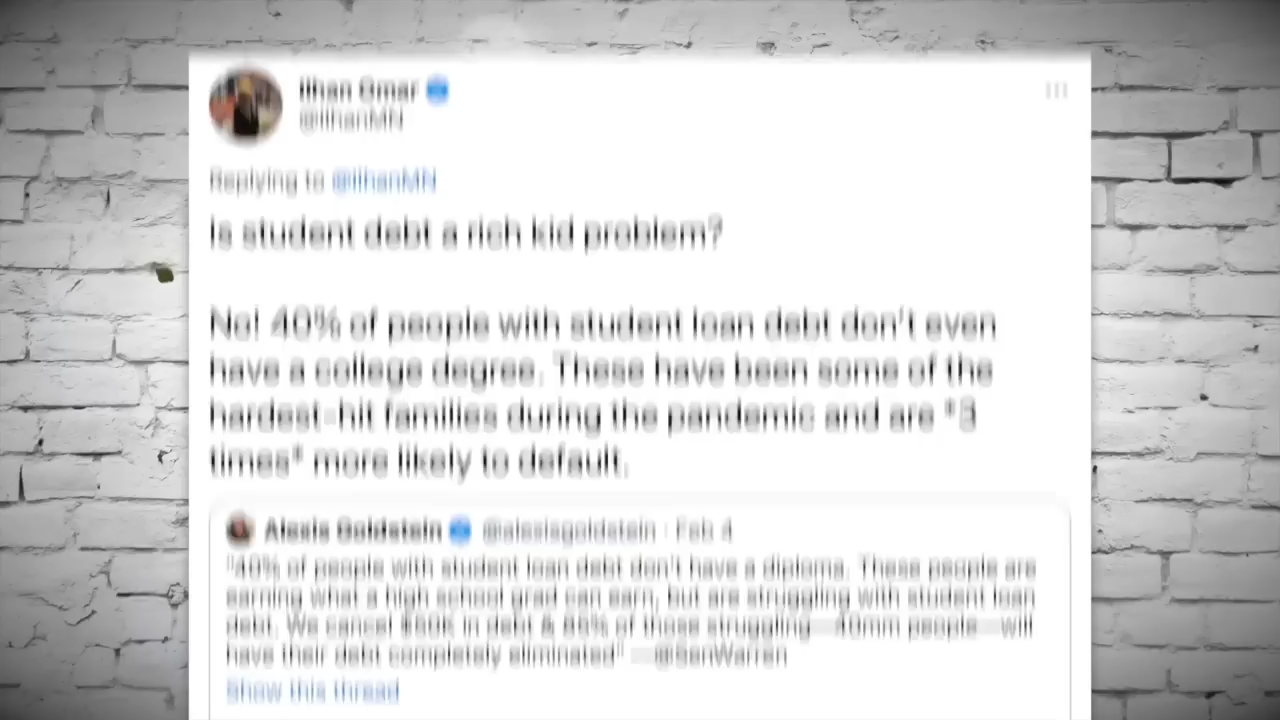 Ilhan Omar
@IlhanMN
Replying to @IlhanMN
Is student debt a rich kid problem?
No! 40% of people with student loan debt don't even
have a college degree. These have been some of the
hardest-hit families during the pandemic and are *3
times* more likely to default.
Alexis Goldstein @alexisgoldstein · Feb 4
"40% of people with student loan debt don't have a diploma. These people are
earning what a high school grad can earn, but are struggling with student loan
debt. We cancel $50K in debt & of those struggling—40mm people—will
have their debt completely eliminated" —@SenWarren
Show this thread